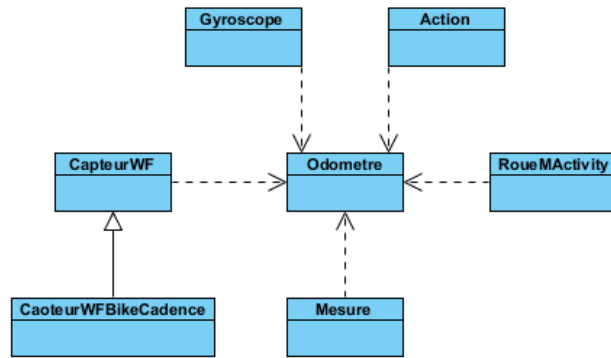 Gyroscope
Action
CapteurWF
Odometre
RoueMActivity
CaoteurWFBikeCadence
Mesure